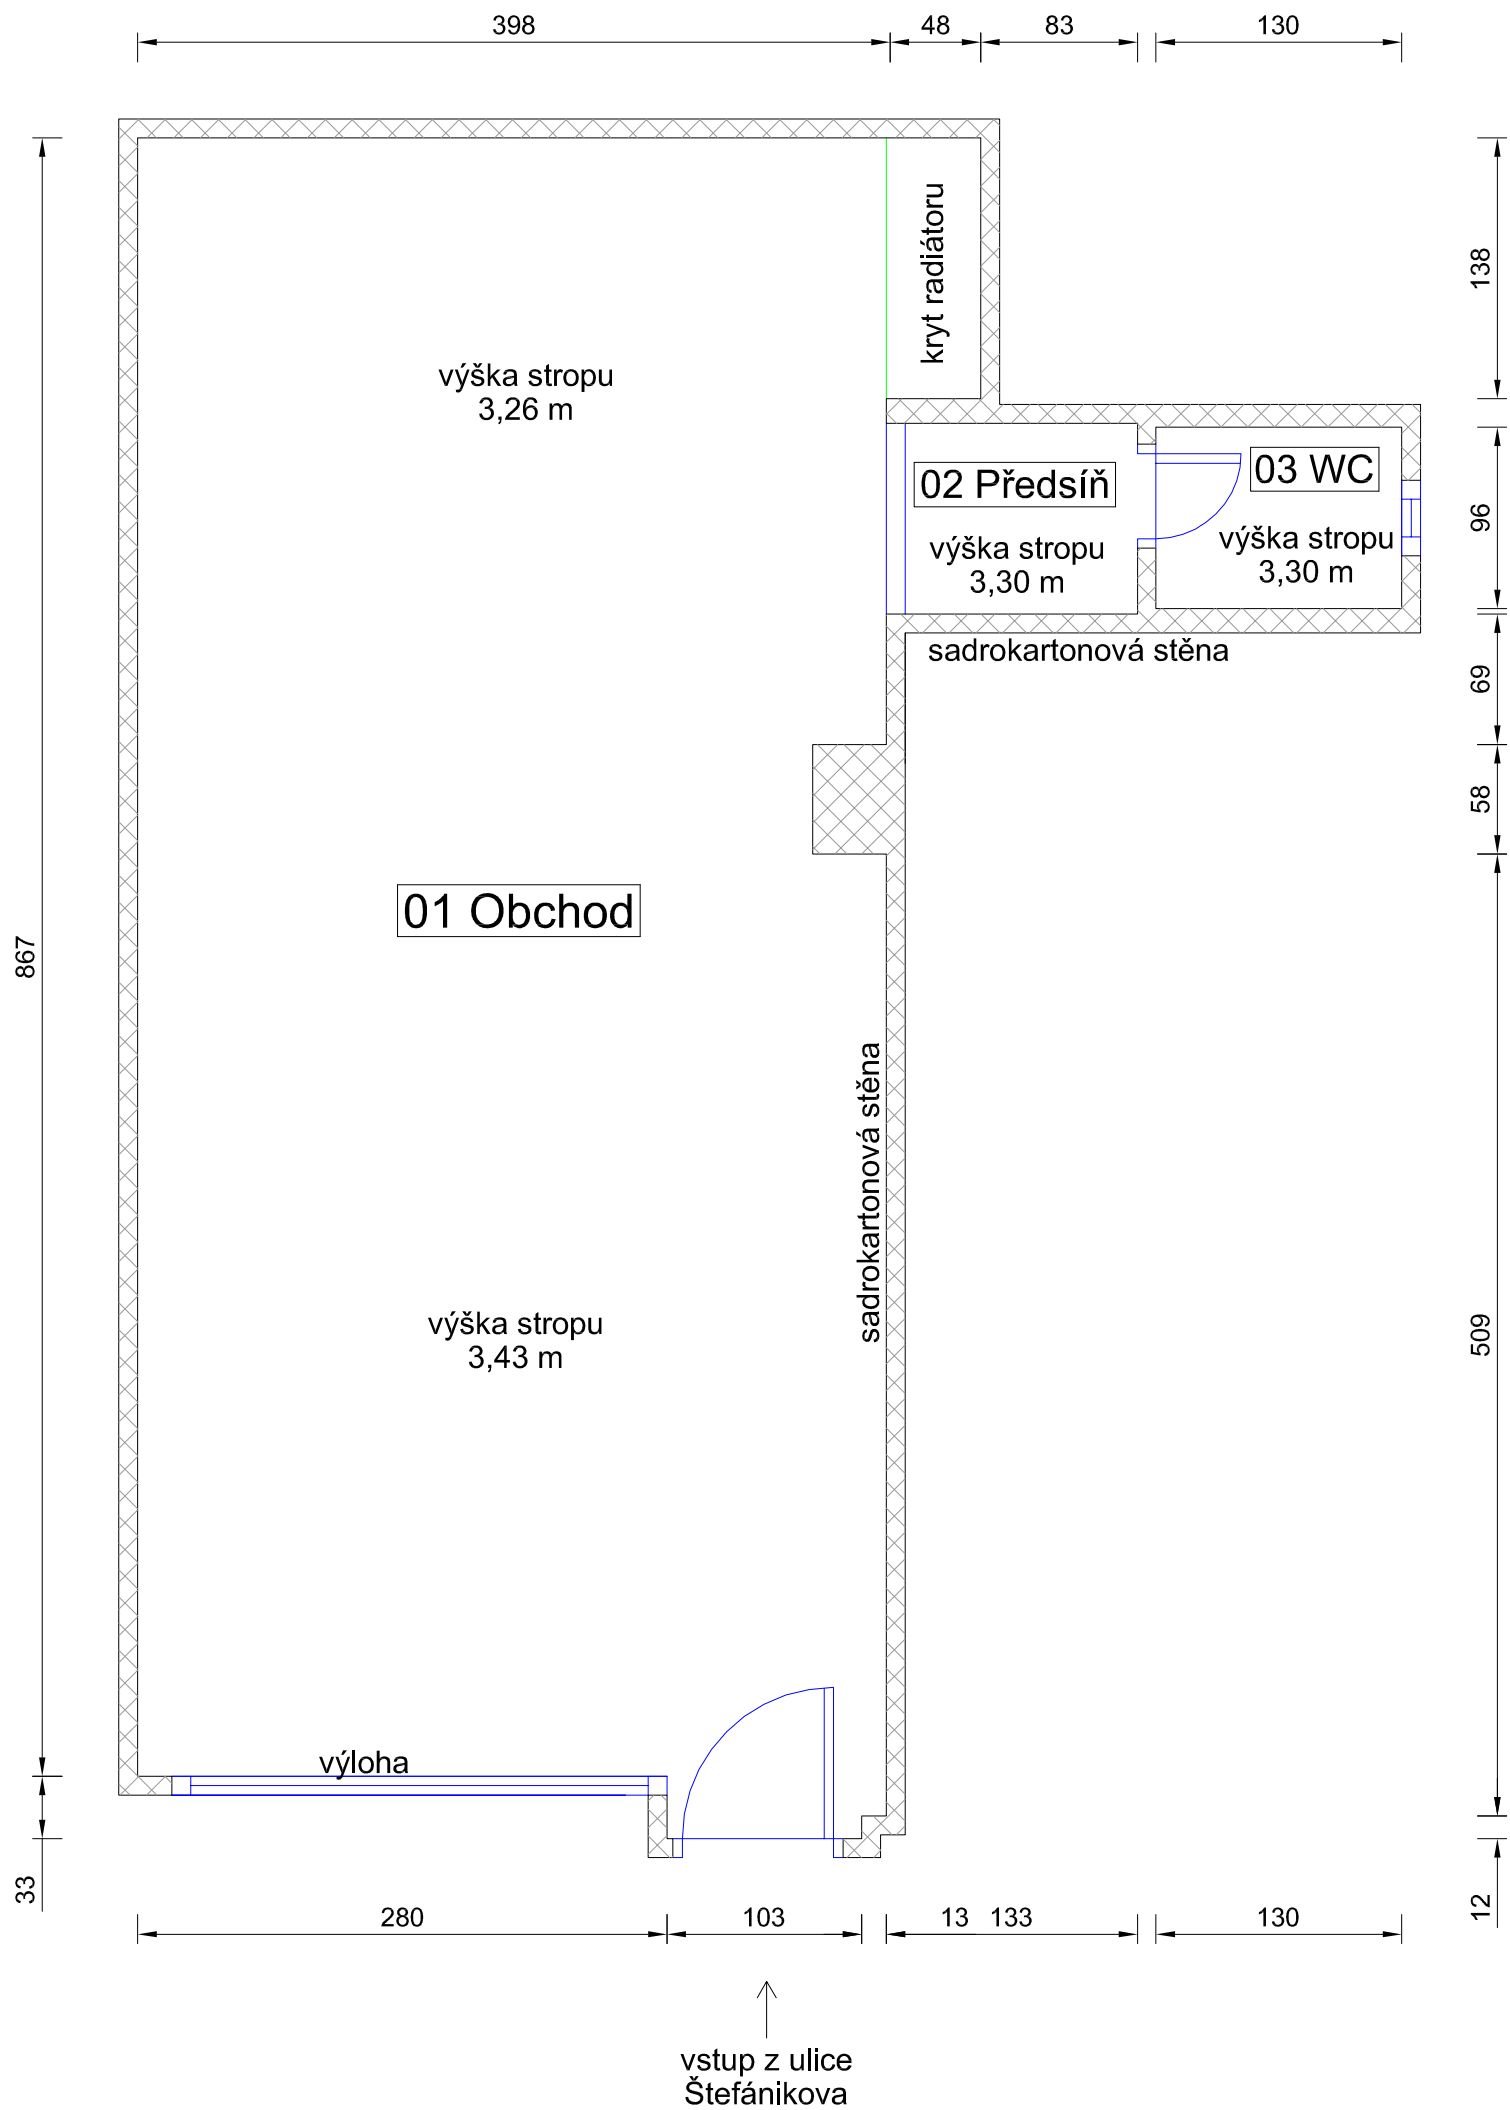 398
48
83
130
kryt radiátoru
138
výška stropu
3,26 m
02 Předsíň
03 WC
96
výška stropu
3,30 m
výška stropu
3,30 m
sadrokartonová stěna
69
58
01 Obchod
867
sadrokartonová stěna
výška stropu
3,43 m
509
výloha
33
12
280
103
13
133
130
vstup z ulice
Štefánikova